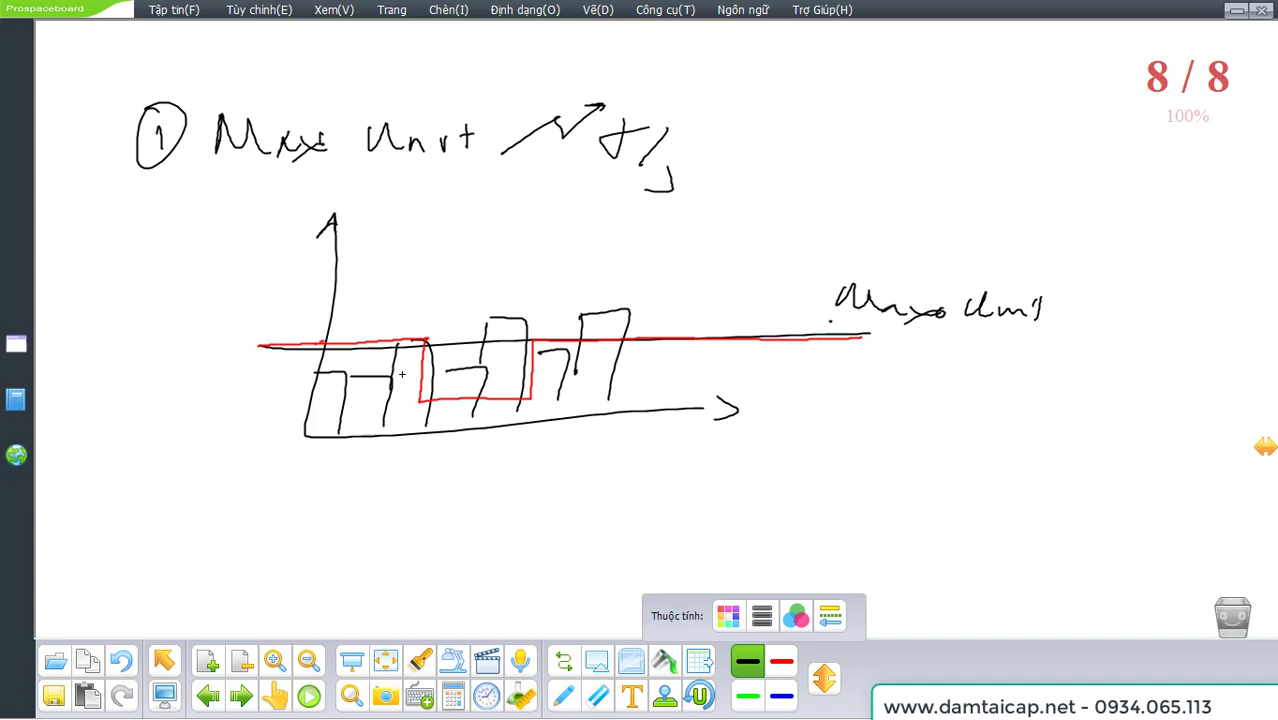 Prospaceboard
Tập tin(F) Tùy chỉnh(E) Xem(V) Trang Chèn(I) Định dạng(O) Vẽ(D) Công cụ(T) Ngôn ngữ Trợ Giúp(H)
8 / 8
100%
1 Max Unit
Max Unit
Thuộc tính:
www.damtaicap.net - 0934.065.113